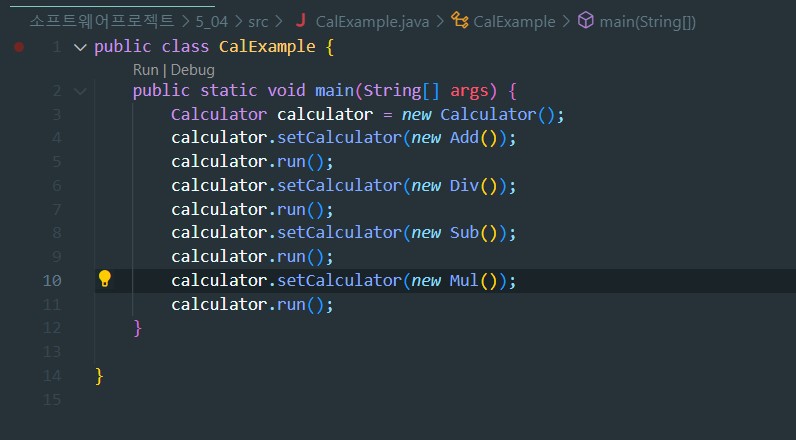 소프트웨어프로젝트 > 5_04 > src > J CalExample.java > CalExample > main(String[])
1 public class CalExample {
Run | Debug
2 public static void main(String[] args) {
3 Calculator calculator = new Calculator();
4 calculator.setCalculator(new Add());
5 calculator.run();
6 calculator.setCalculator(new Div());
7 calculator.run();
8 calculator.setCalculator(new Sub());
9 calculator.run();
10 calculator.setCalculator(new Mul());
11 calculator.run();
12 }
13
14 }
15